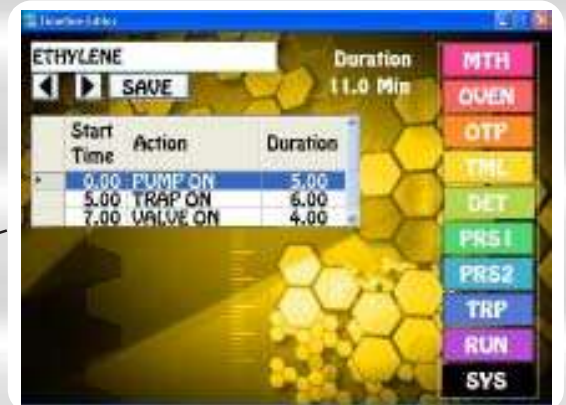 Timeline Editor
ETHYLENE
SAVE
Duration
11.0 Min
Start Time Action Duration
0.00 PUMP ON 5.00
5.00 TRAP ON 6.00
7.00 VALVE ON 4.00
MTH
OVEN
OTP
TML
DET
PRS1
PRS2
TRP
RUN
SYS